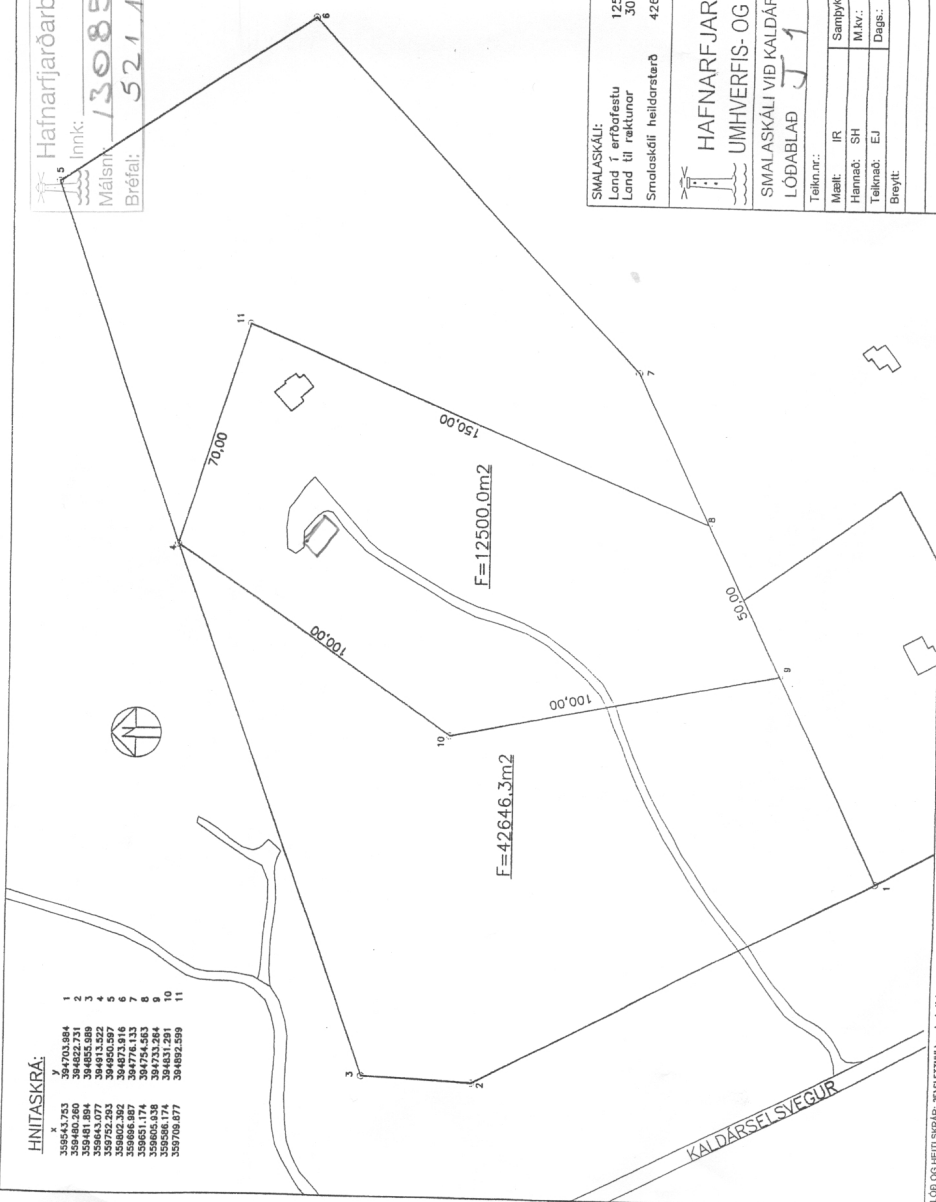 Hafnarfjarðarb
Innk:
Málsnr. 13085
Bréfal: 521.1
SMALASKÁLI:
Land í erfðafestu 125
Land til ræktunar 30
Smalaskáli heildarstærð 426
HAFNARFJAR
UMHVERFIS- OG
SMALASKÁLI VIÐ KALDÁR
LÓÐABLAÐ J 1
Teikn.nr.:
Mælt: IR Samþyk
Hannað: SH M.kv.:
Teiknað: EJ Dags.:
Breytt:
HNITASKRÁ:
x y
359543.753 394703.984 1
359480.260 394822.731 2
359481.894 394855.989 3
359643.077 394913.522 4
359752.293 394950.597 5
359802.392 394873.916 6
359696.987 394776.133 7
359651.174 394754.563 8
359605.938 394733.264 9
359586.174 394831.291 10
359709.877 394892.599 11
N
5
6
11
4
70,00
150,00
7
F=12500,0m2
8
100,00
50,00
10
100,00
9
F=42646,3m2
1
3
2
KALDÁRSELSVEGUR